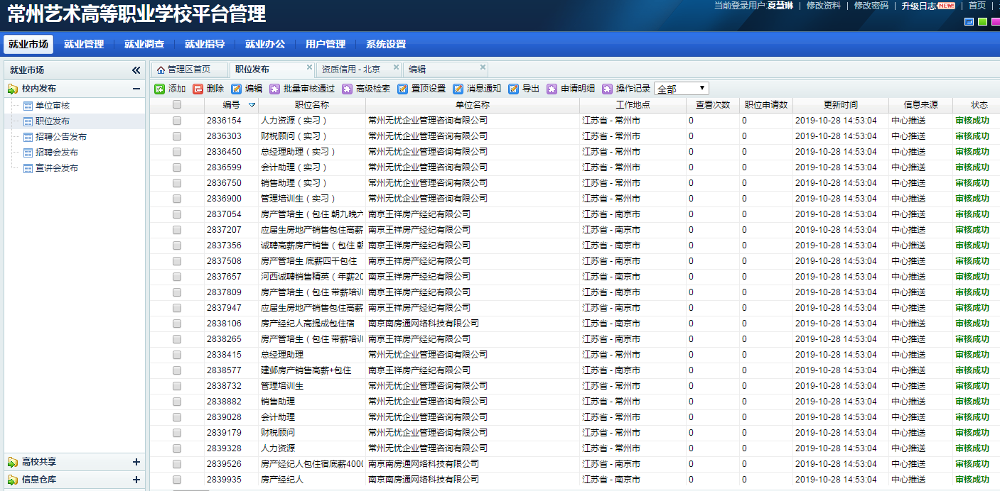 常州艺术高等职业学校平台管理
当前登录用户:夏慧琳 | 修改资料 | 修改密码 | 升级日志 NEW! | 首页 |
就业市场 就业管理 就业调查 就业指导 就业办公 用户管理 系统设置
就业市场
校内发布
单位审核
职位发布
招聘公告发布
招聘会发布
宣讲会发布
高校共享
信息仓库
管理区首页 职位发布 资质信用 - 北京 编辑
添加 删除 编辑 批量审核通过 高级检索 置顶设置 消息通知 导出 申请明细 操作记录 全部
编号 职位名称 单位名称 工作地点 查看次数 职位申请数 更新时间 信息来源 状态
2836154 人力资源（实习） 常州无忧企业管理咨询有限公司 江苏省 - 常州市 0 0 2019-10-28 14:53:04 中心推送 审核成功
2836303 财税顾问（实习） 常州无忧企业管理咨询有限公司 江苏省 - 常州市 0 0 2019-10-28 14:53:04 中心推送 审核成功
2836450 总经理助理（实习） 常州无忧企业管理咨询有限公司 江苏省 - 常州市 0 0 2019-10-28 14:53:04 中心推送 审核成功
2836599 会计助理（实习） 常州无忧企业管理咨询有限公司 江苏省 - 常州市 0 0 2019-10-28 14:53:04 中心推送 审核成功
2836750 销售助理（实习） 常州无忧企业管理咨询有限公司 江苏省 - 常州市 0 0 2019-10-28 14:53:04 中心推送 审核成功
2836900 管理培训生（实习） 常州无忧企业管理咨询有限公司 江苏省 - 常州市 0 0 2019-10-28 14:53:04 中心推送 审核成功
2837054 房产管培生（包住 朝九晚六 南京王祥房产经纪有限公司 江苏省 - 南京市 0 0 2019-10-28 14:53:04 中心推送 审核成功
2837207 应届生房地产销售包住高薪 南京王祥房产经纪有限公司 江苏省 - 南京市 0 0 2019-10-28 14:53:04 中心推送 审核成功
2837356 诚聘高薪房产销售（包住 朝 南京王祥房产经纪有限公司 江苏省 - 南京市 0 0 2019-10-28 14:53:04 中心推送 审核成功
2837508 房产管培生 底薪四千包住 南京王祥房产经纪有限公司 江苏省 - 南京市 0 0 2019-10-28 14:53:04 中心推送 审核成功
2837657 河西诚聘销售精英（年薪20 南京王祥房产经纪有限公司 江苏省 - 南京市 0 0 2019-10-28 14:53:04 中心推送 审核成功
2837809 房产管培生（包住 带薪培训 南京王祥房产经纪有限公司 江苏省 - 南京市 0 0 2019-10-28 14:53:04 中心推送 审核成功
2837947 应届生房地产销售包住高薪 南京王祥房产经纪有限公司 江苏省 - 南京市 0 0 2019-10-28 14:53:04 中心推送 审核成功
2838106 房产经纪人高提成包住宿 南京南房通网络科技有限公司 江苏省 - 南京市 0 0 2019-10-28 14:53:04 中心推送 审核成功
2838265 房产管培生（包住 带薪培训 南京王祥房产经纪有限公司 江苏省 - 南京市 0 0 2019-10-28 14:53:04 中心推送 审核成功
2838415 总经理助理 常州无忧企业管理咨询有限公司 江苏省 - 常州市 0 0 2019-10-28 14:53:04 中心推送 审核成功
2838577 建邺房产销售高薪+包住 南京王祥房产经纪有限公司 江苏省 - 南京市 0 0 2019-10-28 14:53:04 中心推送 审核成功
2838732 管理培训生 常州无忧企业管理咨询有限公司 江苏省 - 常州市 0 0 2019-10-28 14:53:04 中心推送 审核成功
2838882 销售助理 常州无忧企业管理咨询有限公司 江苏省 - 常州市 0 0 2019-10-28 14:53:04 中心推送 审核成功
2839028 会计助理 常州无忧企业管理咨询有限公司 江苏省 - 常州市 0 0 2019-10-28 14:53:04 中心推送 审核成功
2839179 财税顾问 常州无忧企业管理咨询有限公司 江苏省 - 常州市 0 0 2019-10-28 14:53:04 中心推送 审核成功
2839328 人力资源 常州无忧企业管理咨询有限公司 江苏省 - 常州市 0 0 2019-10-28 14:53:04 中心推送 审核成功
2839526 房产经纪人包住宿底薪4000 南京南房通网络科技有限公司 江苏省 - 南京市 0 0 2019-10-28 14:53:04 中心推送 审核成功
2839935 房产经纪人 南京南房通网络科技有限公司 江苏省 - 南京市 0 0 2019-10-28 14:53:04 中心推送 审核成功